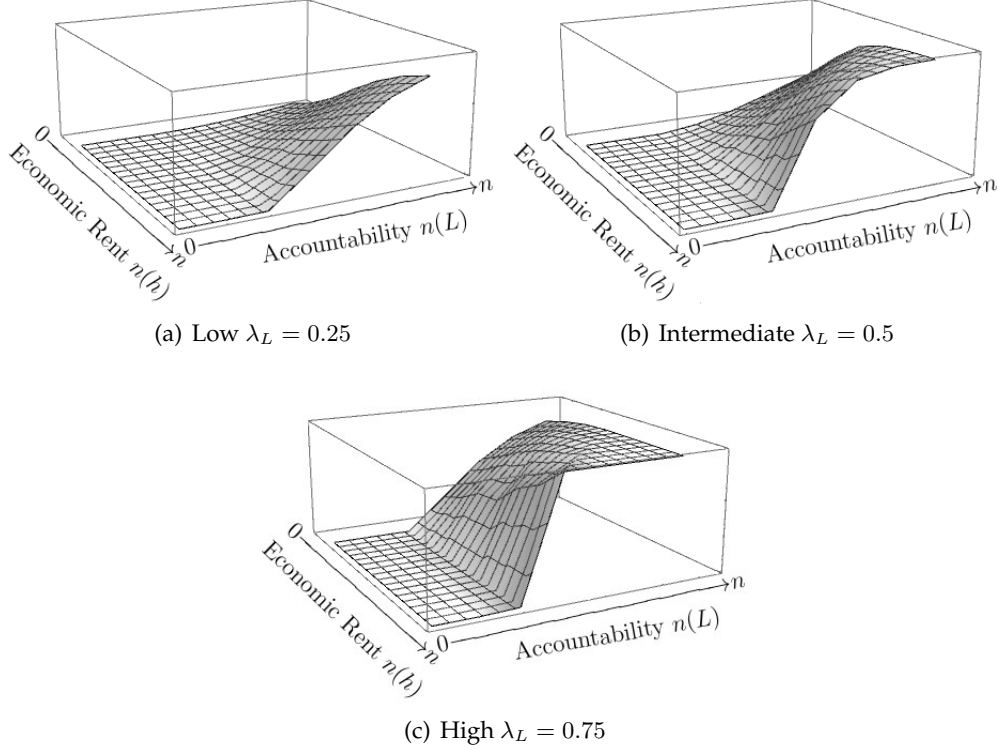 0
Economic Rent n(h)
n
0
Accountability n(L)
n
(a) Low λ_L = 0.25
0
Economic Rent n(h)
n
0
Accountability n(L)
n
(b) Intermediate λ_L = 0.5
0
Economic Rent n(h)
n
0
Accountability n(L)
n
(c) High λ_L = 0.75